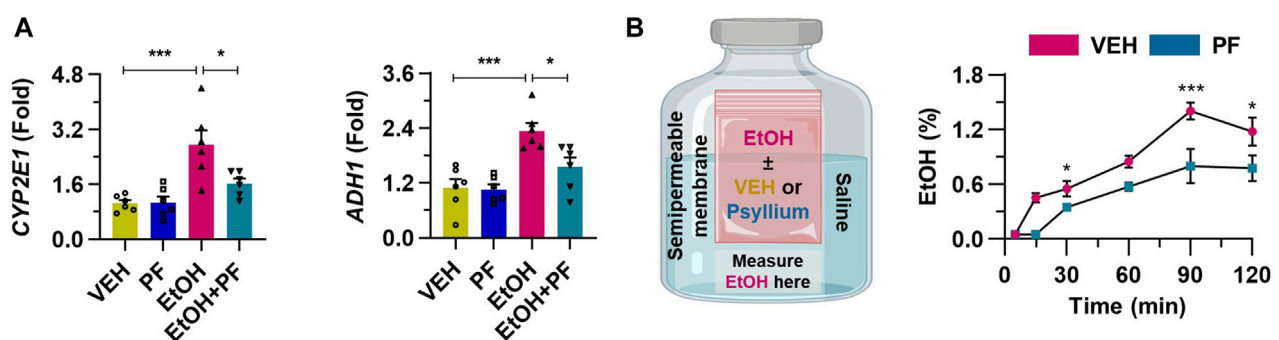 A
*** *
CYP2E1 (Fold)
4.8
3.2
1.6
0.0
VEH
PF
EtOH
EtOH+PF
*** *
ADH1 (Fold)
3.6
2.4
1.2
0.0
VEH
PF
EtOH
EtOH+PF
B
Semipermeable
membrane
EtOH
±
VEH or
Psyllium
Saline
Measure
EtOH here
VEH PF
EtOH (%)
1.8
1.2
0.6
0.0
* *** *
0 30 60 90 120
Time (min)